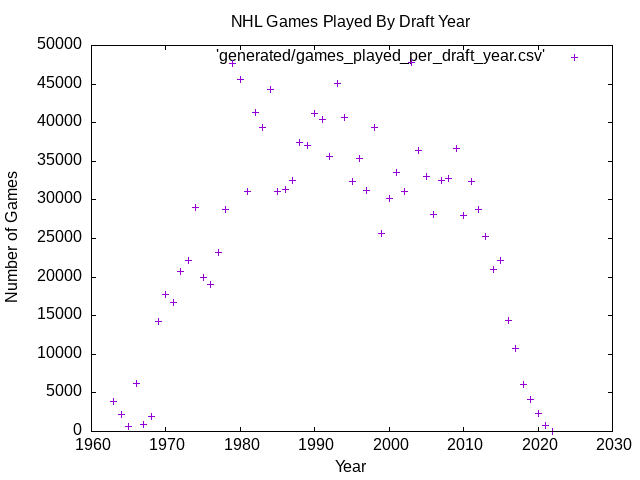 NHL Games Played By Draft Year
50000
'generated/games_played_per_draft_year.csv'
45000
40000
35000
30000
25000
20000
15000
10000
5000
0
Number of Games
1960 1970 1980 1990 2000 2010 2020 2030
Year